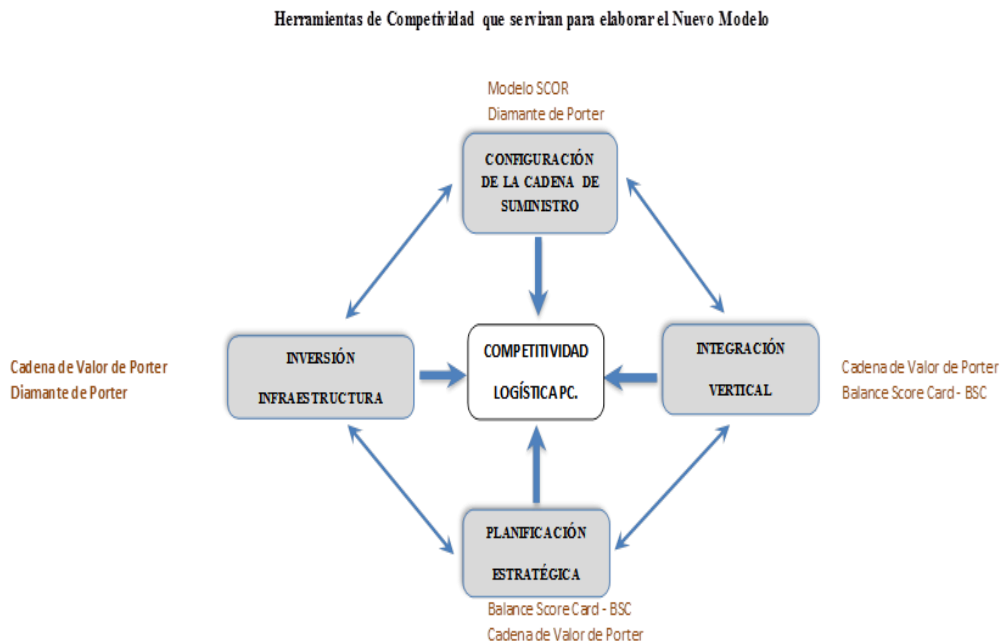 Herramientas de Competividad que serviran para elaborar el Nuevo Modelo
Modelo SCOR
Diamante de Porter
CONFIGURACIÓN
DE LA CADENA DE
SUMINISTRO
Cadena de Valor de Porter
Diamante de Porter
INVERSIÓN
INFRAESTRUCTURA
COMPETITIVIDAD
LOGÍSTICA PC.
INTEGRACIÓN
VERTICAL
Cadena de Valor de Porter
Balance Score Card - BSC
PLANIFICACIÓN
ESTRATÉGICA
Balance Score Card - BSC
Cadena de Valor de Porter